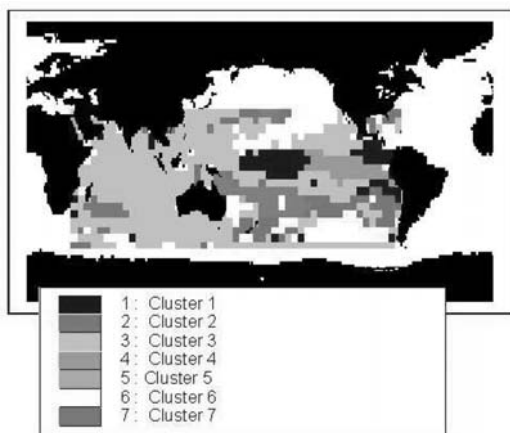 1 : Cluster 1
2 : Cluster 2
3 : Cluster 3
4 : Cluster 4
5 : Cluster 5
6 : Cluster 6
7 : Cluster 7